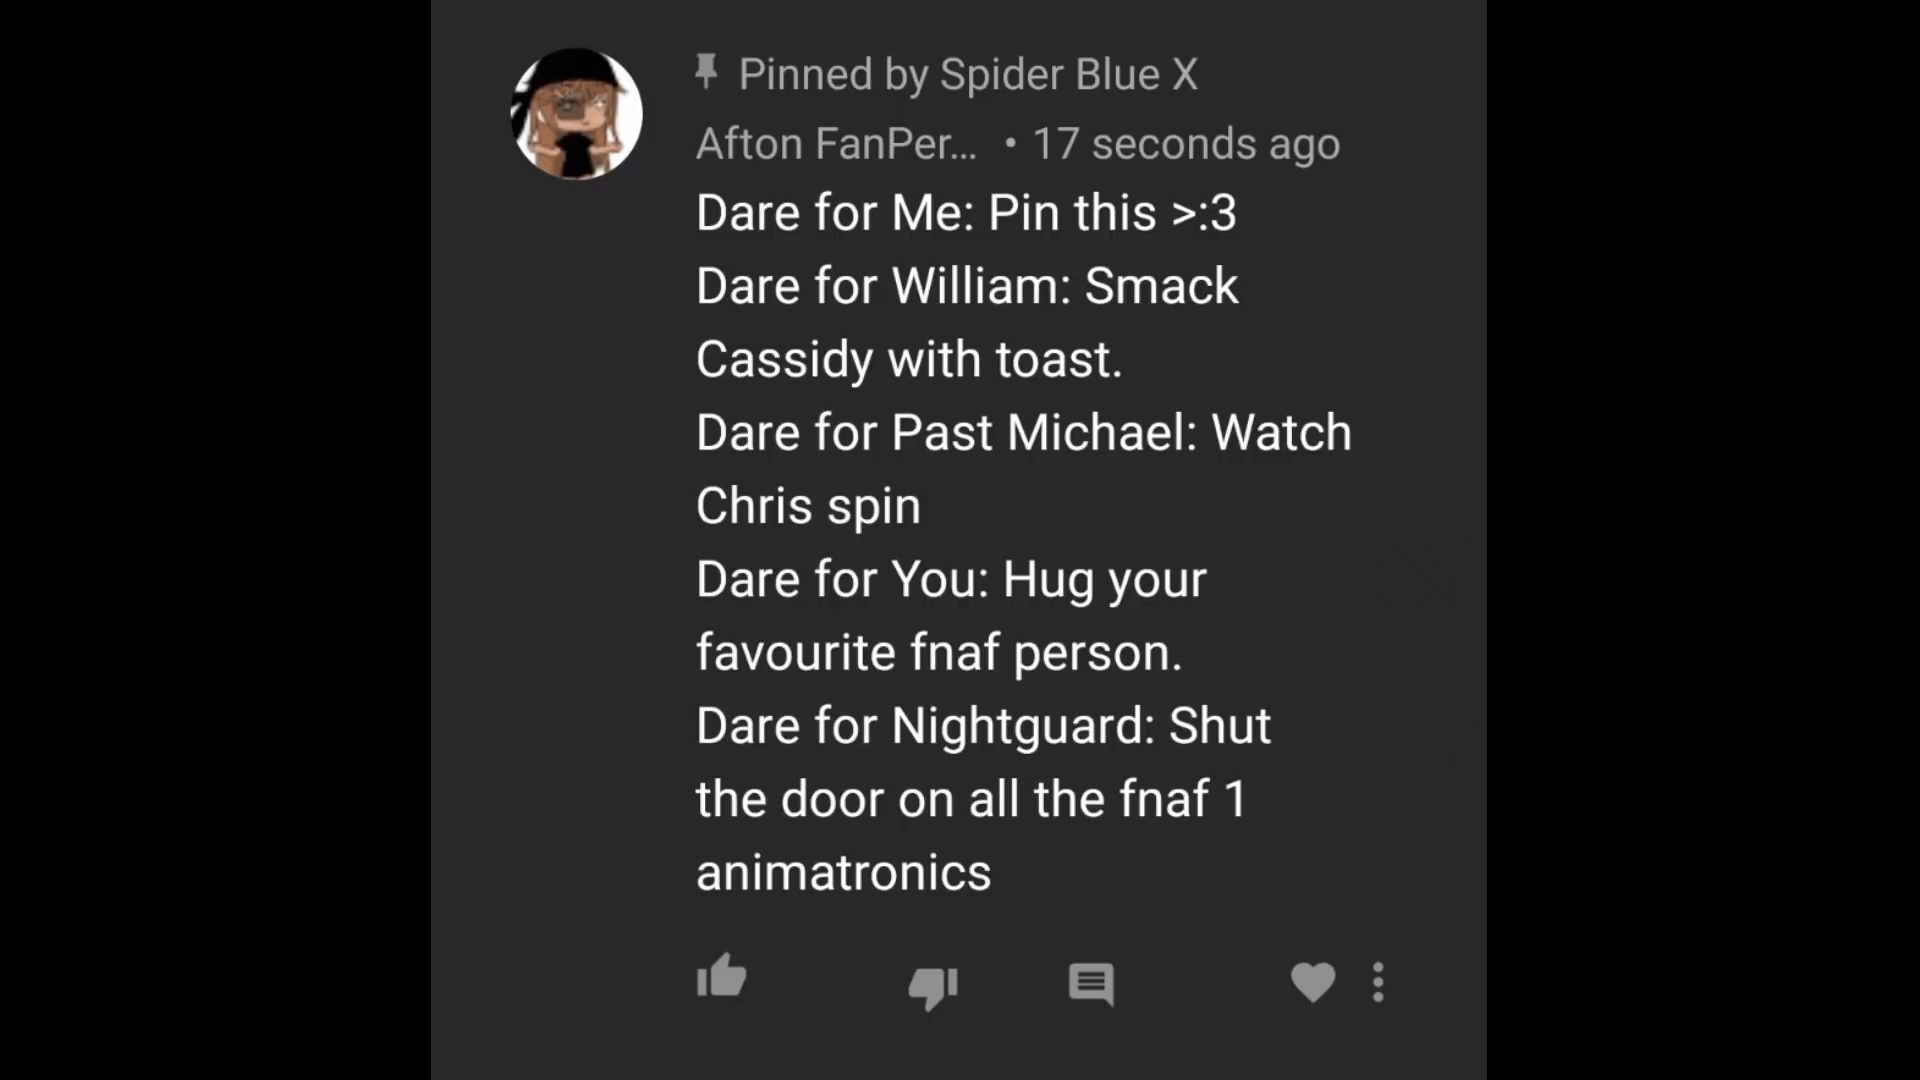 Pinned by Spider Blue X
Afton FanPer... • 17 seconds ago
Dare for Me: Pin this >:3
Dare for William: Smack
Cassidy with toast.
Dare for Past Michael: Watch
Chris spin
Dare for You: Hug your
favourite fnaf person.
Dare for Nightguard: Shut
the door on all the fnaf 1
animatronics